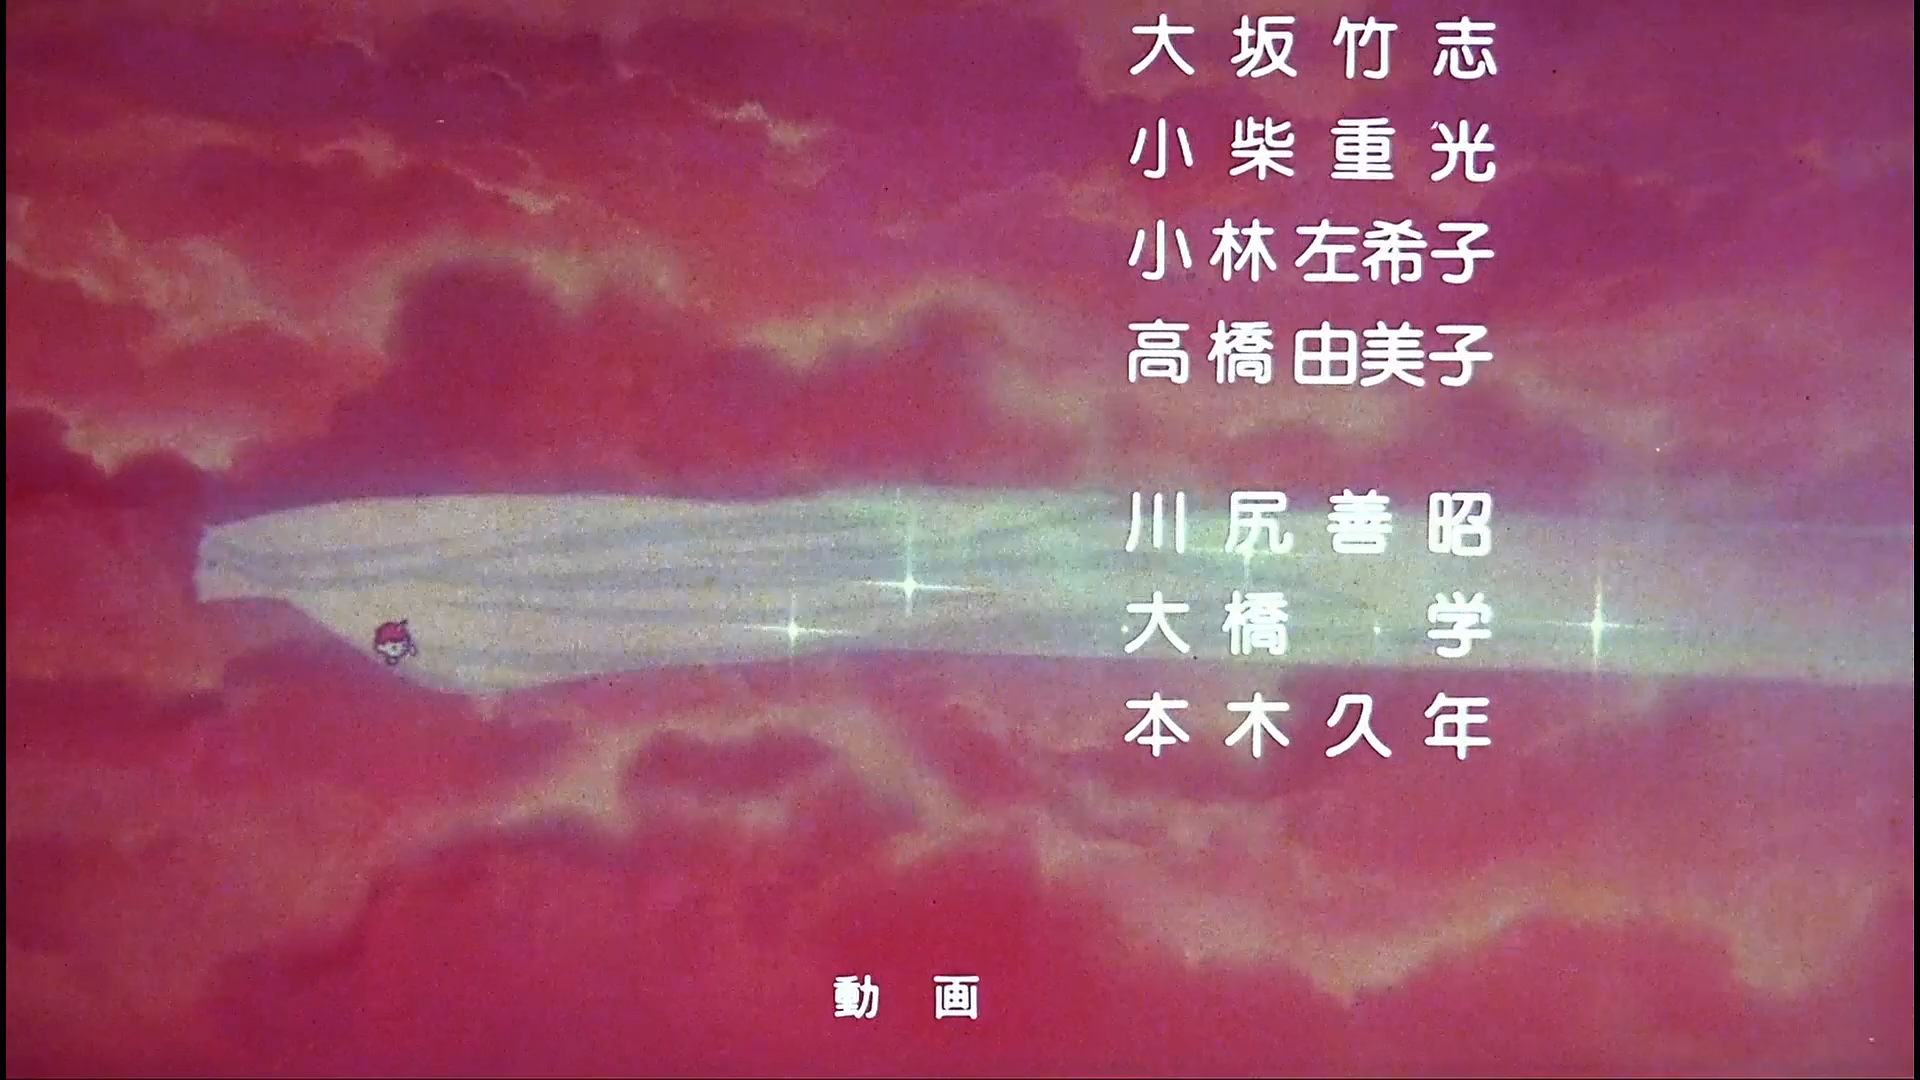 大坂竹志
小柴重光
小林左希子
高橋由美子
川尻善昭
大橋 学
本木久年
動 画